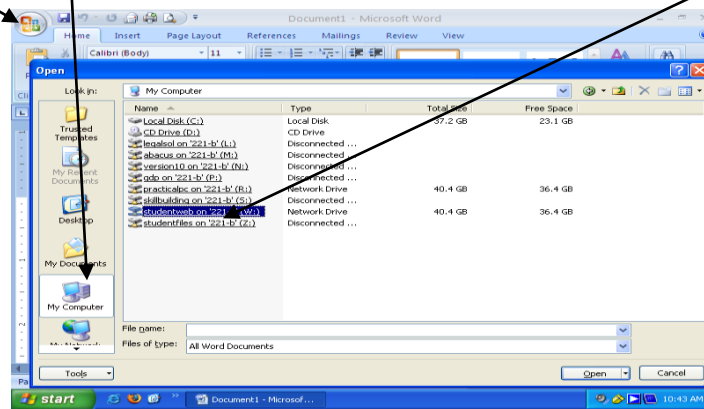 Document1 - Microsoft Word
Home Insert Page Layout References Mailings Review View
Calibri (Body) 11
Open
Look in: My Computer
Name Type Total Size Free Space
Local Disk (C:) Local Disk 37.2 GB 23.1 GB
CD Drive (D:) CD Drive
legalsol on '221-b' (L:) Disconnected ...
abacus on '221-b' (M:) Disconnected ...
version10 on '221-b' (N:) Disconnected ...
gdp on '221-b' (P:) Disconnected ...
practicalpc on '221-b' (R:) Network Drive 40.4 GB 36.4 GB
skillbuilding on '221-b' (S:) Disconnected ...
studentweb on '221 (W:) Network Drive 40.4 GB 36.4 GB
studentfiles on '221-b' (Z:) Disconnected ...
Trusted
Templates
My Recent
Documents
Desktop
My Documents
My Computer
File name:
Files of type: All Word Documents
Tools Open Cancel
start Document1 - Microsof... 10:43 AM